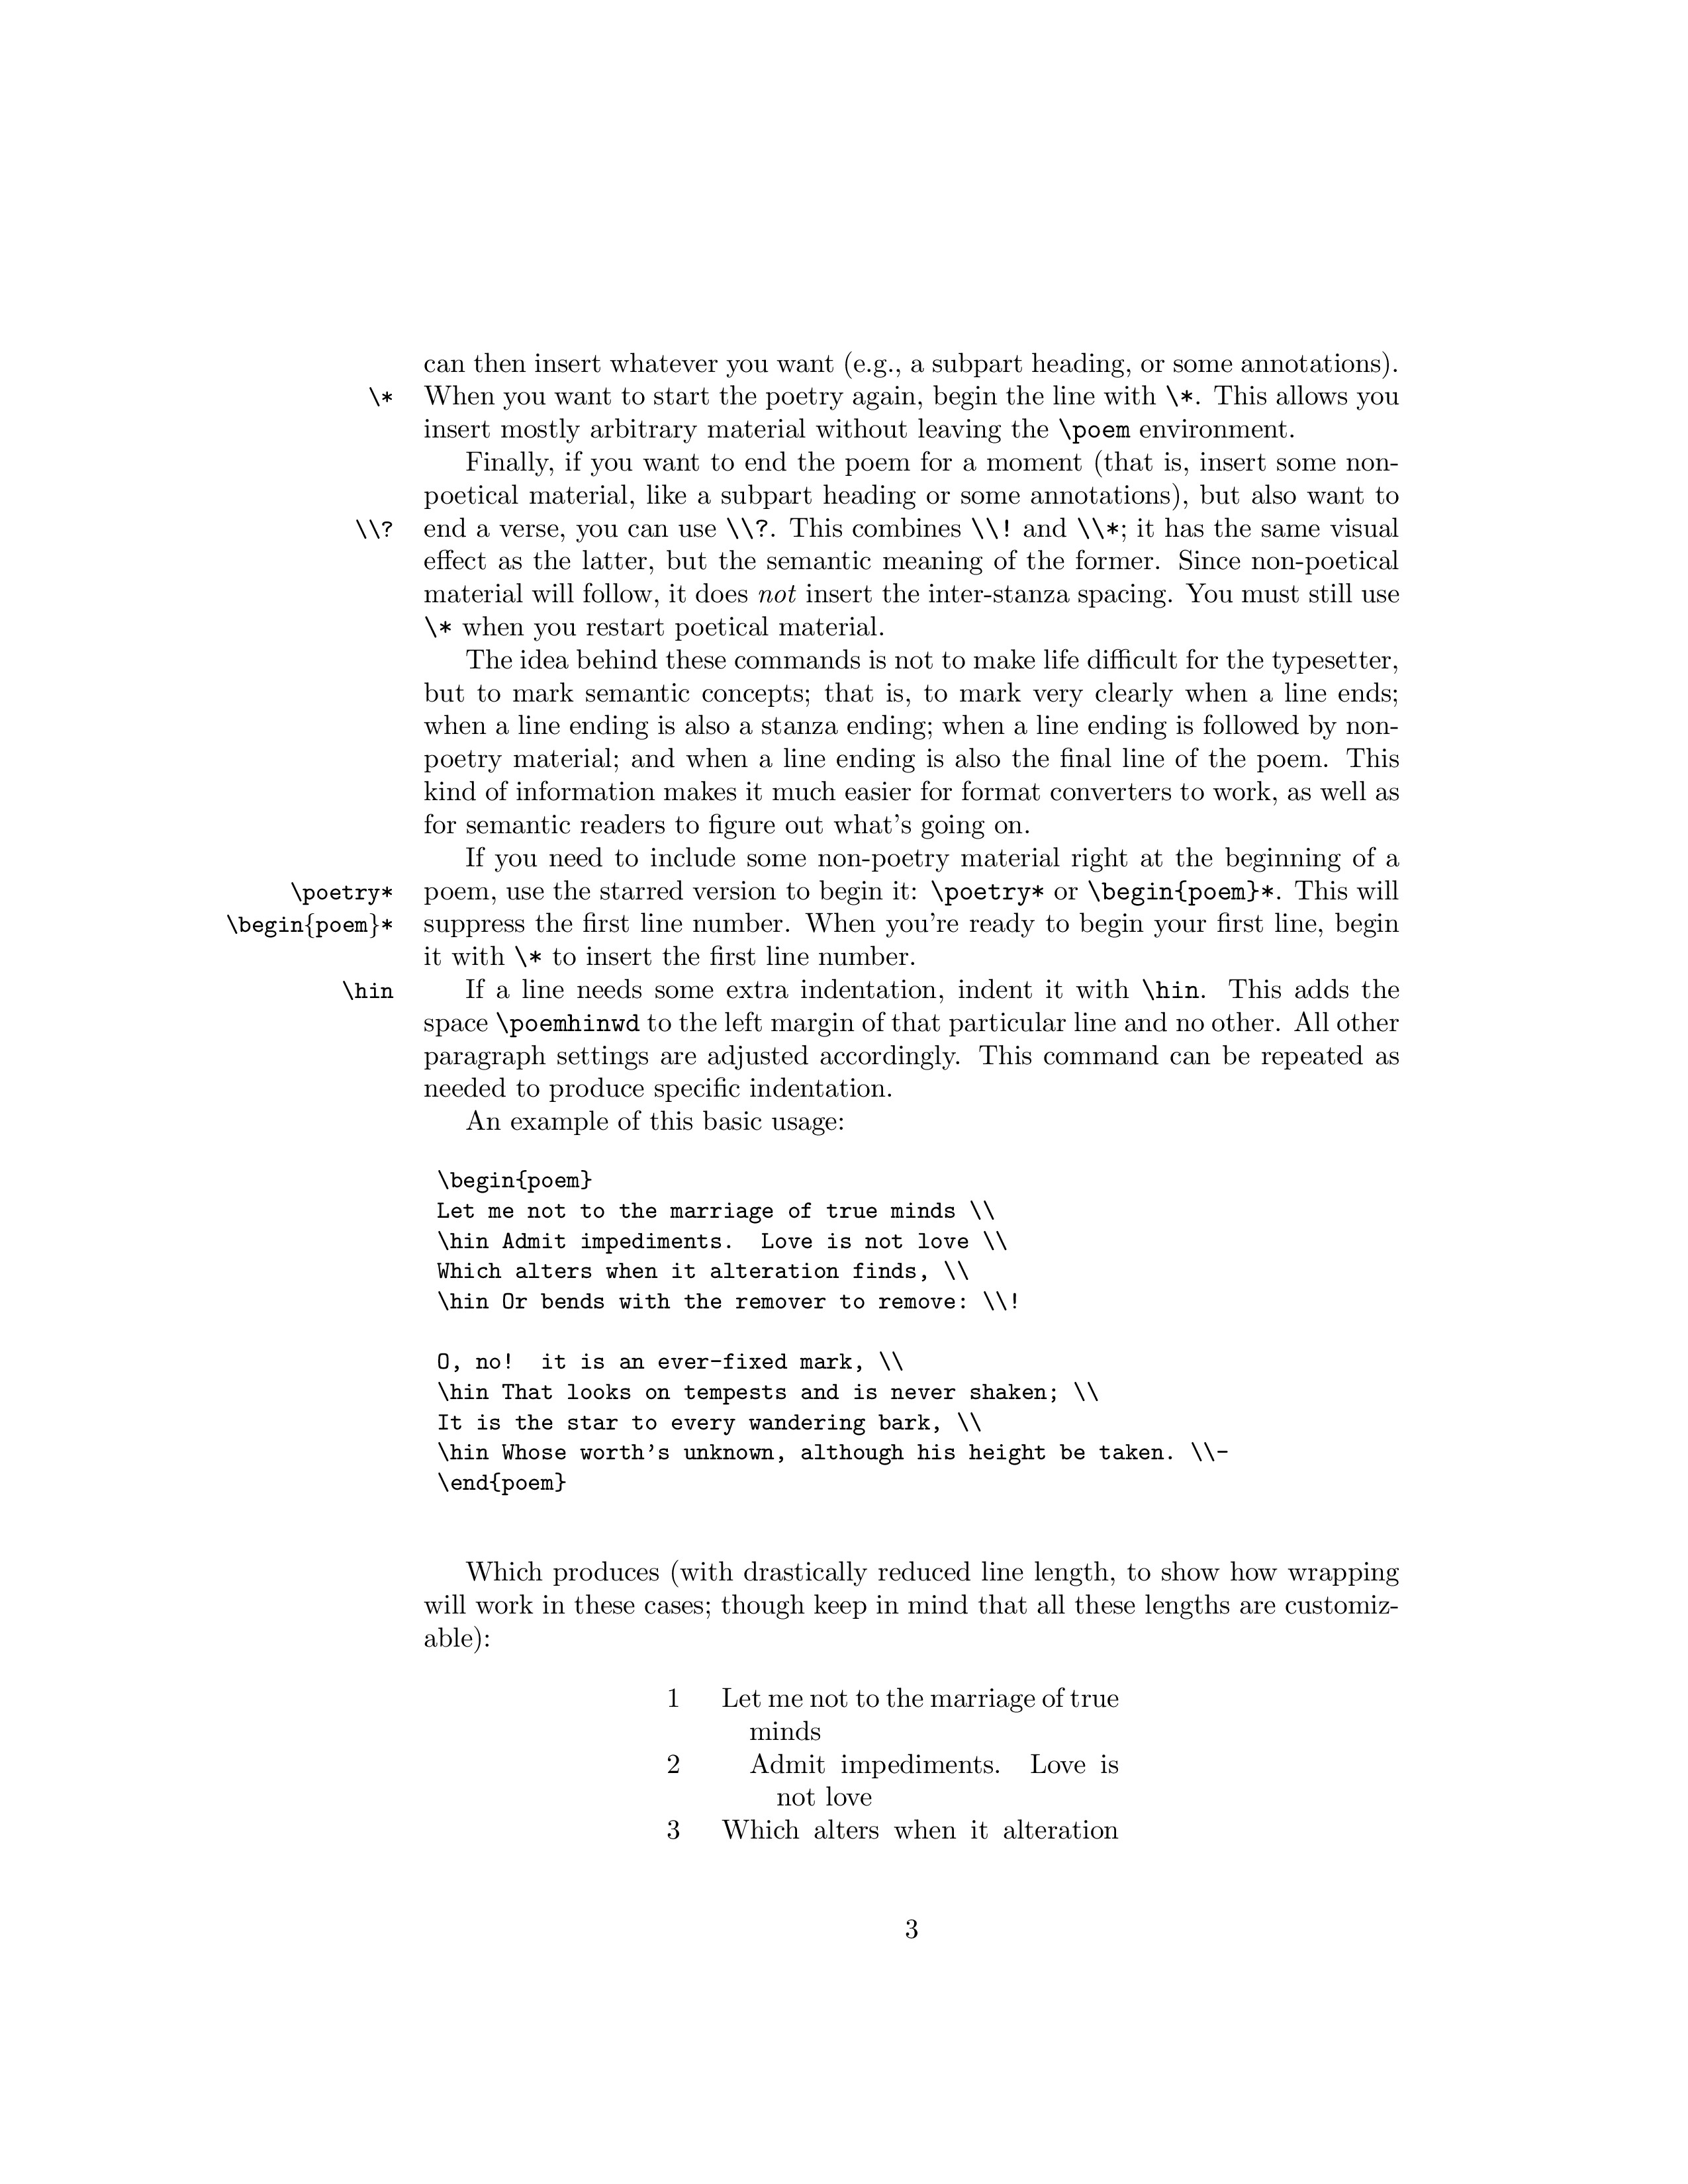 can then insert whatever you want (e.g., a subpart heading, or some annotations).
\* When you want to start the poetry again, begin the line with \*. This allows you
insert mostly arbitrary material without leaving the \poem environment.
Finally, if you want to end the poem for a moment (that is, insert some non-
poetical material, like a subpart heading or some annotations), but also want to
\\? end a verse, you can use \\?. This combines \\! and \\*; it has the same visual
effect as the latter, but the semantic meaning of the former. Since non-poetical
material will follow, it does not insert the inter-stanza spacing. You must still use
\* when you restart poetical material.
The idea behind these commands is not to make life difficult for the typesetter,
but to mark semantic concepts; that is, to mark very clearly when a line ends;
when a line ending is also a stanza ending; when a line ending is followed by non-
poetry material; and when a line ending is also the final line of the poem. This
kind of information makes it much easier for format converters to work, as well as
for semantic readers to figure out what's going on.
If you need to include some non-poetry material right at the beginning of a
\poetry* poem, use the starred version to begin it: \poetry* or \begin{poem}*. This will
\begin{poem}* suppress the first line number. When you're ready to begin your first line, begin
it with \* to insert the first line number.
\hin If a line needs some extra indentation, indent it with \hin. This adds the
space \poemhinwd to the left margin of that particular line and no other. All other
paragraph settings are adjusted accordingly. This command can be repeated as
needed to produce specific indentation.
An example of this basic usage:
\begin{poem}
Let me not to the marriage of true minds \\
\hin Admit impediments.  Love is not love \\
Which alters when it alteration finds, \\
\hin Or bends with the remover to remove: \\!
O, no!  it is an ever-fixed mark, \\
\hin That looks on tempests and is never shaken; \\
It is the star to every wandering bark, \\
\hin Whose worth's unknown, although his height be taken. \\-
\end{poem}
Which produces (with drastically reduced line length, to show how wrapping
will work in these cases; though keep in mind that all these lengths are customiz-
able):
1 Let me not to the marriage of true
minds
2 Admit impediments. Love is
not love
3 Which alters when it alteration
3